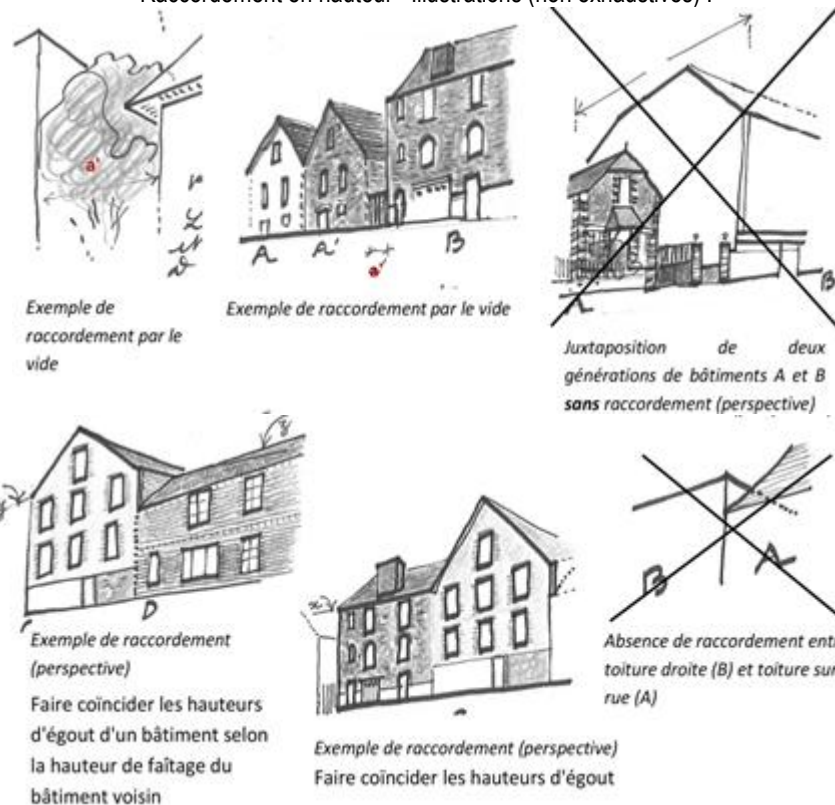 Raccordement en hauteur - Illustrations (non exhaustives) :
a'
A
A'
B
a'
B
Exemple de
raccordement par le
vide
Exemple de raccordement par le vide
Juxtaposition de deux
générations de bâtiments A et B
sans raccordement (perspective)
y
y
D
x
B
A
Exemple de raccordement
(perspective)
Faire coïncider les hauteurs
d'égout d'un bâtiment selon
la hauteur de faîtage du
bâtiment voisin
Exemple de raccordement (perspective)
Faire coïncider les hauteurs d'égout
Absence de raccordement ent
toiture droite (B) et toiture sur
rue (A)